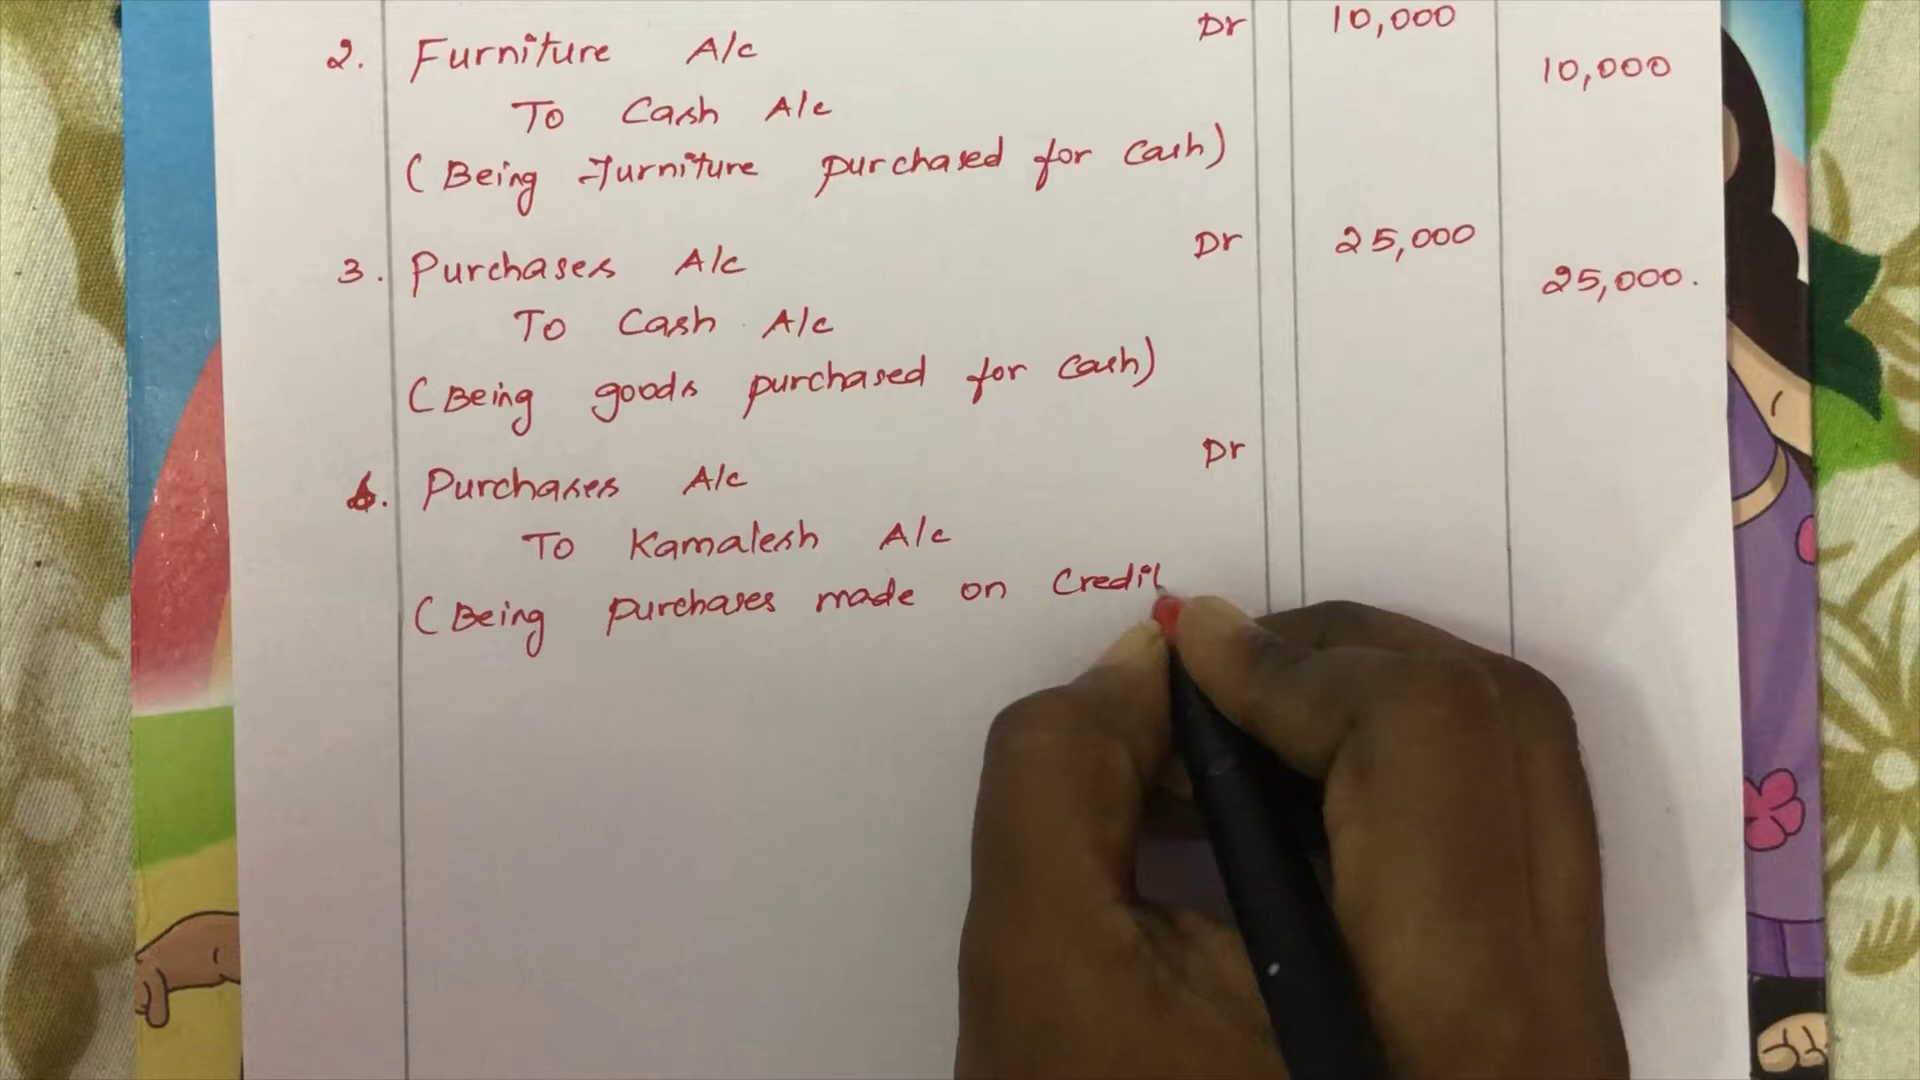 2. Furniture A/c Dr 10,000
To Cash A/c 10,000
(Being furniture purchased for cash)
3. Purchases A/c Dr 25,000
To Cash A/c 25,000.
(Being goods purchased for cash)
Purchases A/c Dr
To Kamalesh A/c
(Being purchases made on Credit